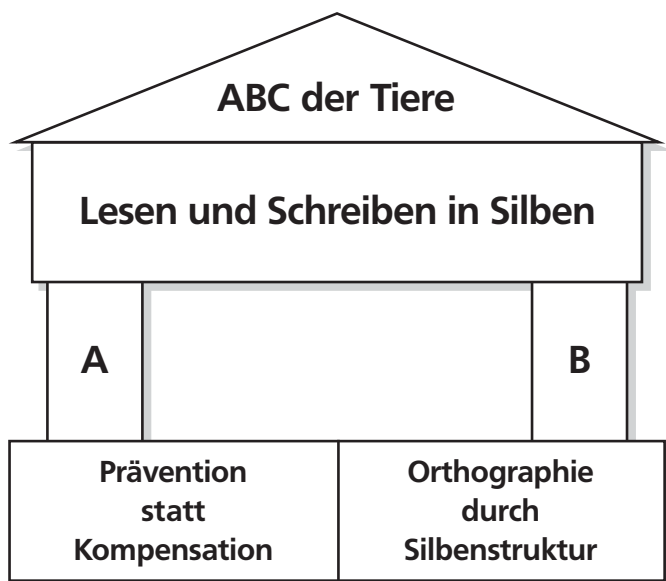 ABC der Tiere
Lesen und Schreiben in Silben
A
B
Prävention
statt
Kompensation
Orthographie
durch
Silbenstruktur